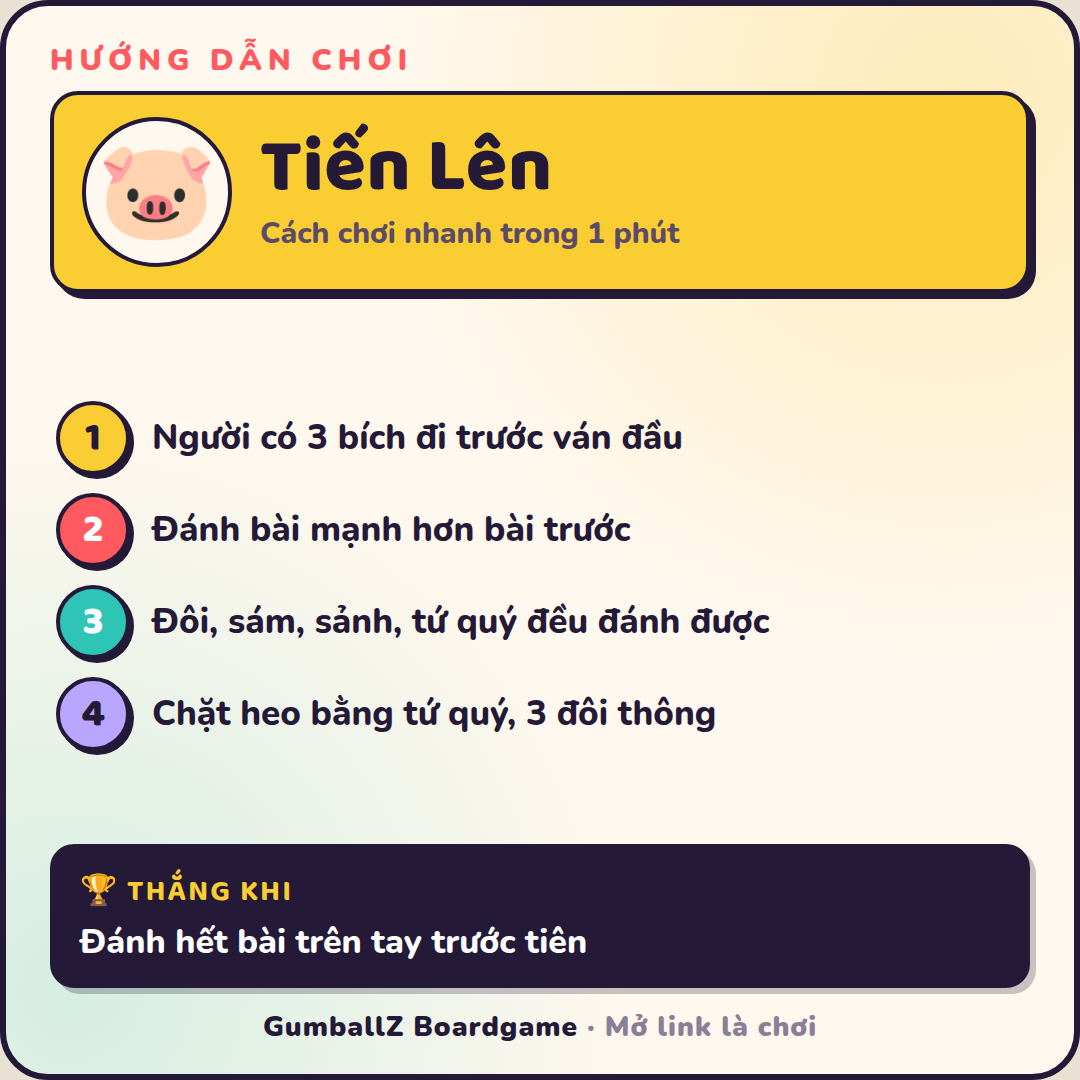 HƯỚNG DẪN CHƠI
Tiến Lên
Cách chơi nhanh trong 1 phút
1 Người có 3 bích đi trước ván đầu
2 Đánh bài mạnh hơn bài trước
3 Đôi, sám, sảnh, tứ quý đều đánh được
4 Chặt heo bằng tứ quý, 3 đôi thông
🏆 THẮNG KHI
Đánh hết bài trên tay trước tiên
GumballZ Boardgame · Mở link là chơi